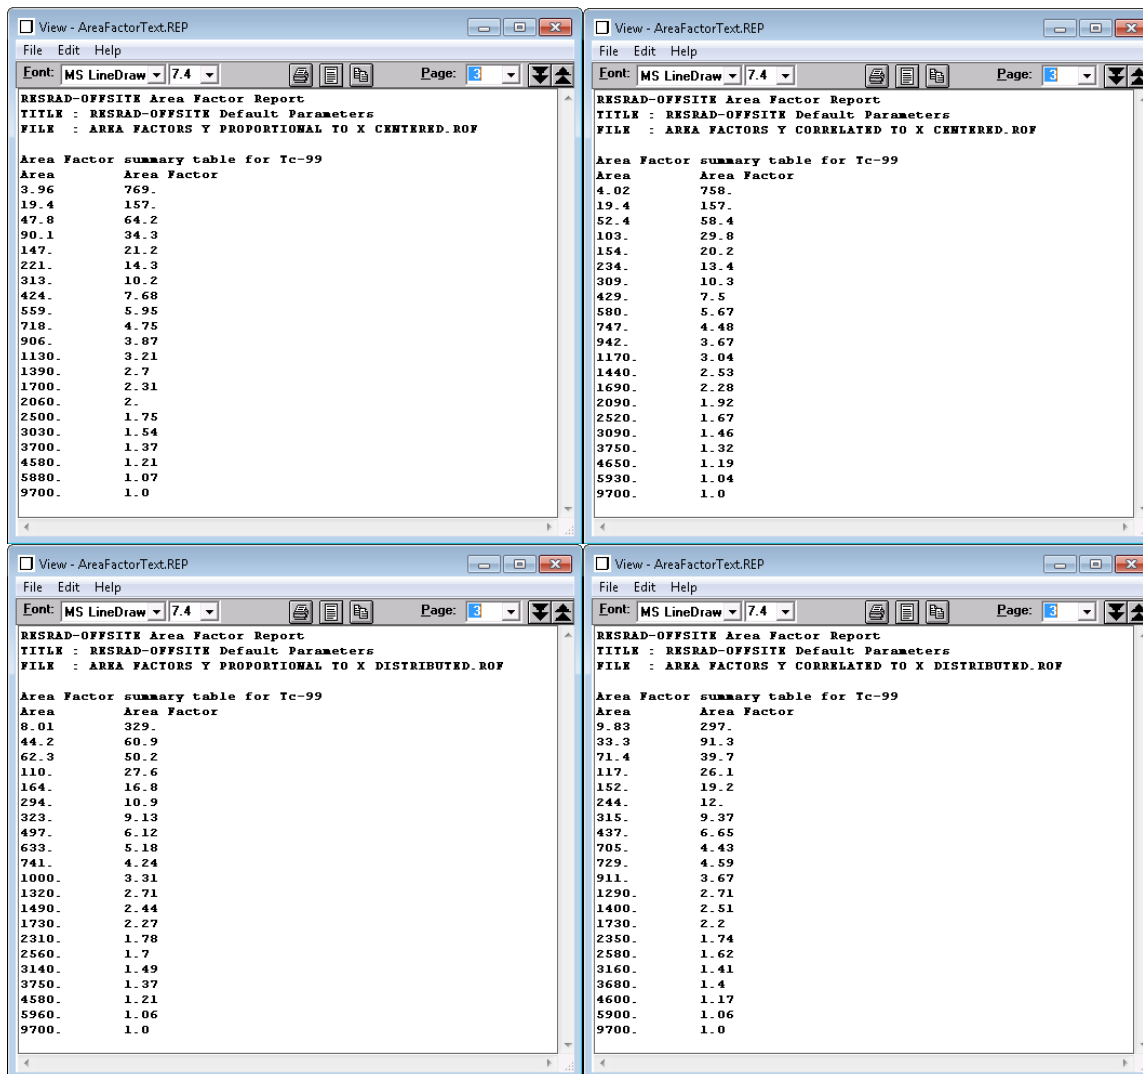 View - AreaFactorText.REP
File Edit Help
Font: MS LineDraw 7.4 Page: 3
RESRAD-OFFSITE Area Factor Report
TITLE : RESRAD-OFFSITE Default Parameters
FILE : AREA FACTORS Y PROPORTIONAL TO X CENTERED.ROF
Area Factor summary table for Tc-99
Area Area Factor
3.96 769.
19.4 157.
47.8 64.2
90.1 34.3
147. 21.2
221. 14.3
313. 10.2
424. 7.68
559. 5.95
718. 4.75
906. 3.87
1130. 3.21
1390. 2.7
1700. 2.31
2060. 2.
2500. 1.75
3030. 1.54
3700. 1.37
4580. 1.21
5880. 1.07
9700. 1.0
View - AreaFactorText.REP
File Edit Help
Font: MS LineDraw 7.4 Page: 3
RESRAD-OFFSITE Area Factor Report
TITLE : RESRAD-OFFSITE Default Parameters
FILE : AREA FACTORS Y CORRELATED TO X CENTERED.ROF
Area Factor summary table for Tc-99
Area Area Factor
4.02 758.
19.4 157.
52.4 58.4
103. 29.8
154. 20.2
234. 13.4
309. 10.3
429. 7.5
580. 5.67
747. 4.48
942. 3.67
1170. 3.04
1440. 2.53
1690. 2.28
2090. 1.92
2520. 1.67
3090. 1.46
3750. 1.32
4650. 1.19
5930. 1.04
9700. 1.0
View - AreaFactorText.REP
File Edit Help
Font: MS LineDraw 7.4 Page: 3
RESRAD-OFFSITE Area Factor Report
TITLE : RESRAD-OFFSITE Default Parameters
FILE : AREA FACTORS Y PROPORTIONAL TO X DISTRIBUTED.ROF
Area Factor summary table for Tc-99
Area Area Factor
8.01 329.
44.2 60.9
62.3 50.2
110. 27.6
164. 16.8
294. 10.9
323. 9.13
497. 6.12
633. 5.18
741. 4.24
1000. 3.31
1320. 2.71
1490. 2.44
1730. 2.27
2310. 1.78
2560. 1.7
3140. 1.49
3750. 1.37
4580. 1.21
5960. 1.06
9700. 1.0
View - AreaFactorText.REP
File Edit Help
Font: MS LineDraw 7.4 Page: 3
RESRAD-OFFSITE Area Factor Report
TITLE : RESRAD-OFFSITE Default Parameters
FILE : AREA FACTORS Y CORRELATED TO X DISTRIBUTED.ROF
Area Factor summary table for Tc-99
Area Area Factor
9.83 297.
33.3 91.3
71.4 39.7
117. 26.1
152. 19.2
244. 12.
315. 9.37
437. 6.65
705. 4.43
729. 4.59
911. 3.67
1290. 2.71
1400. 2.51
1730. 2.2
2350. 1.74
2580. 1.62
3160. 1.41
3680. 1.4
4600. 1.17
5900. 1.06
9700. 1.0